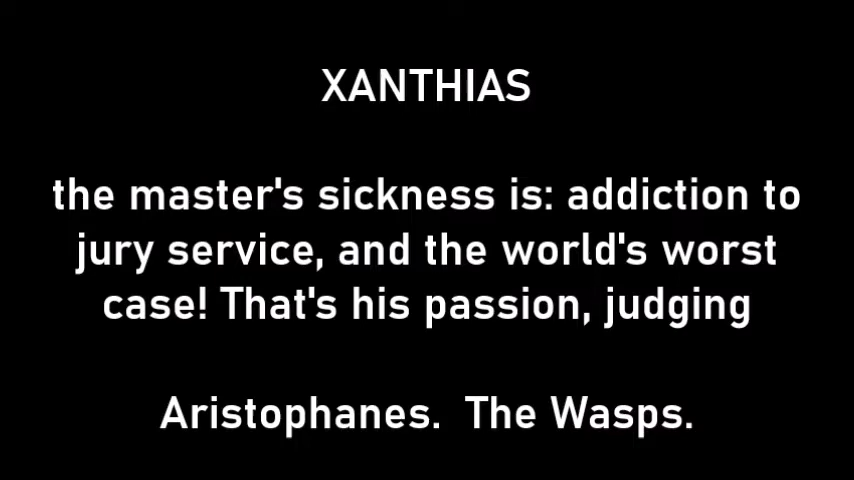 XANTHIAS
the master's sickness is: addiction to
jury service, and the world's worst
case! That's his passion, judging
Aristophanes.  The Wasps.